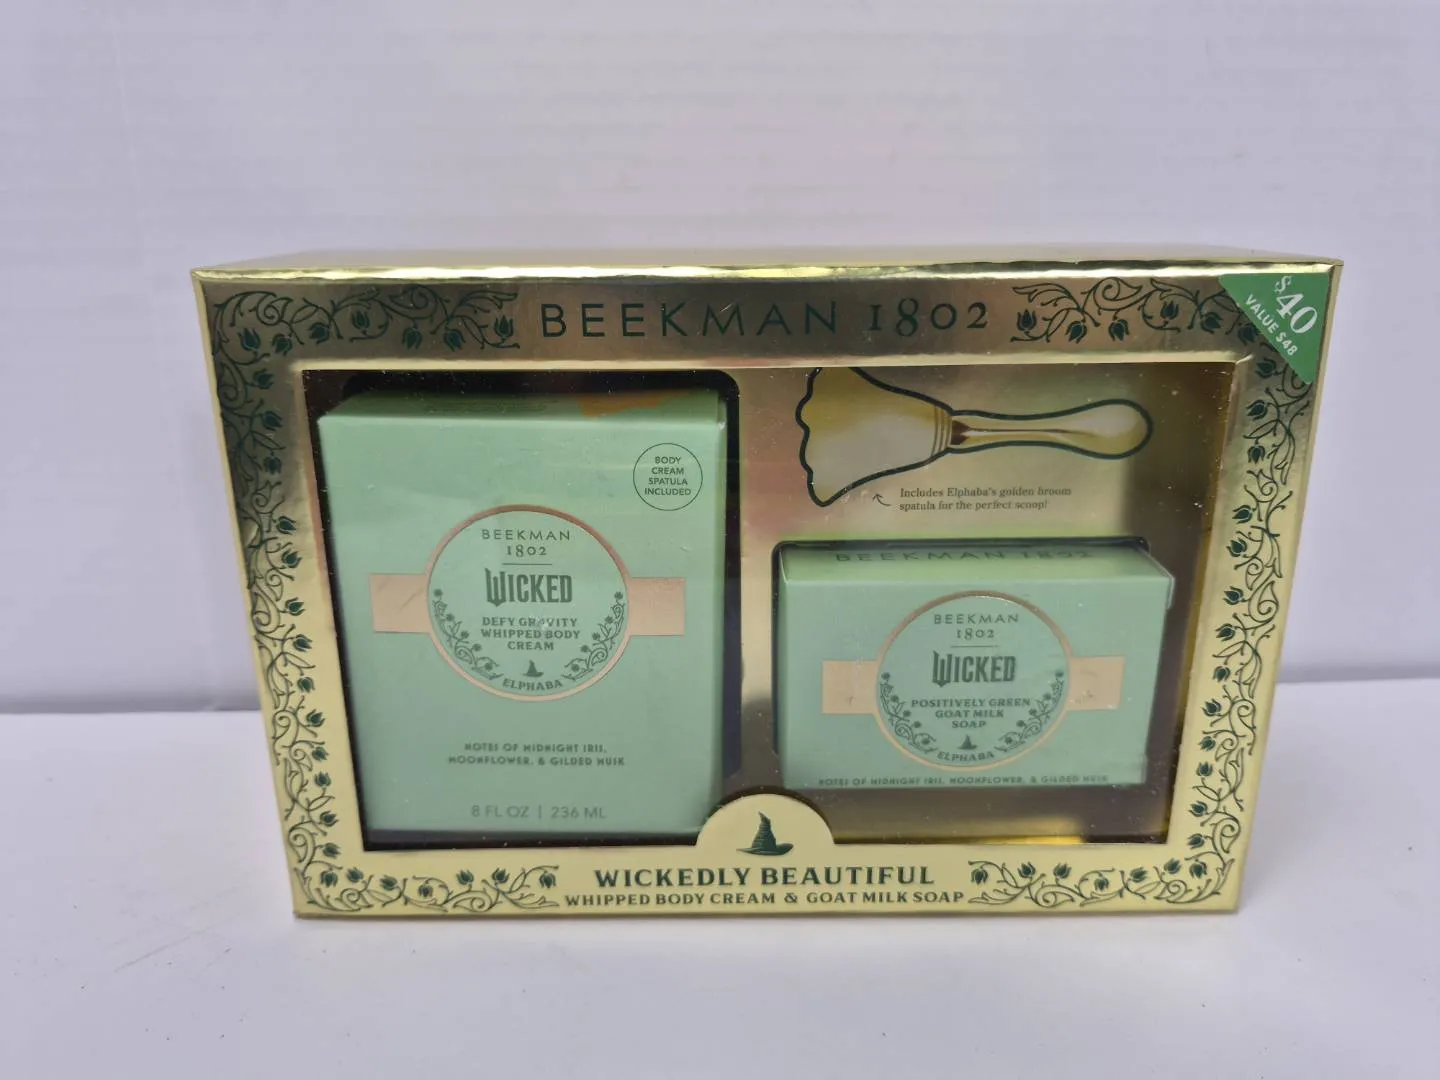 BEEKMAN 1802
$40
VALUE $48
BODY
CREAM
SPATULA
INCLUDED
BEEKMAN
1802
WICKED
DEFY GRAVITY
WHIPPED BODY
CREAM
ELPHABA
NOTES OF MIDNIGHT IRIS,
MOONFLOWER, & GILDED MUSK
8 FL OZ | 236 ML
Includes Elphaba's golden broom
spatula for the perfect scoop!
BEEKMAN 1802
BEEKMAN
1802
WICKED
POSITIVELY GREEN
GOAT MILK
SOAP
ELPHABA
NOTES OF MIDNIGHT IRIS, MOONFLOWER, & GILDED MUSK
WICKEDLY BEAUTIFUL
WHIPPED BODY CREAM & GOAT MILK SOAP